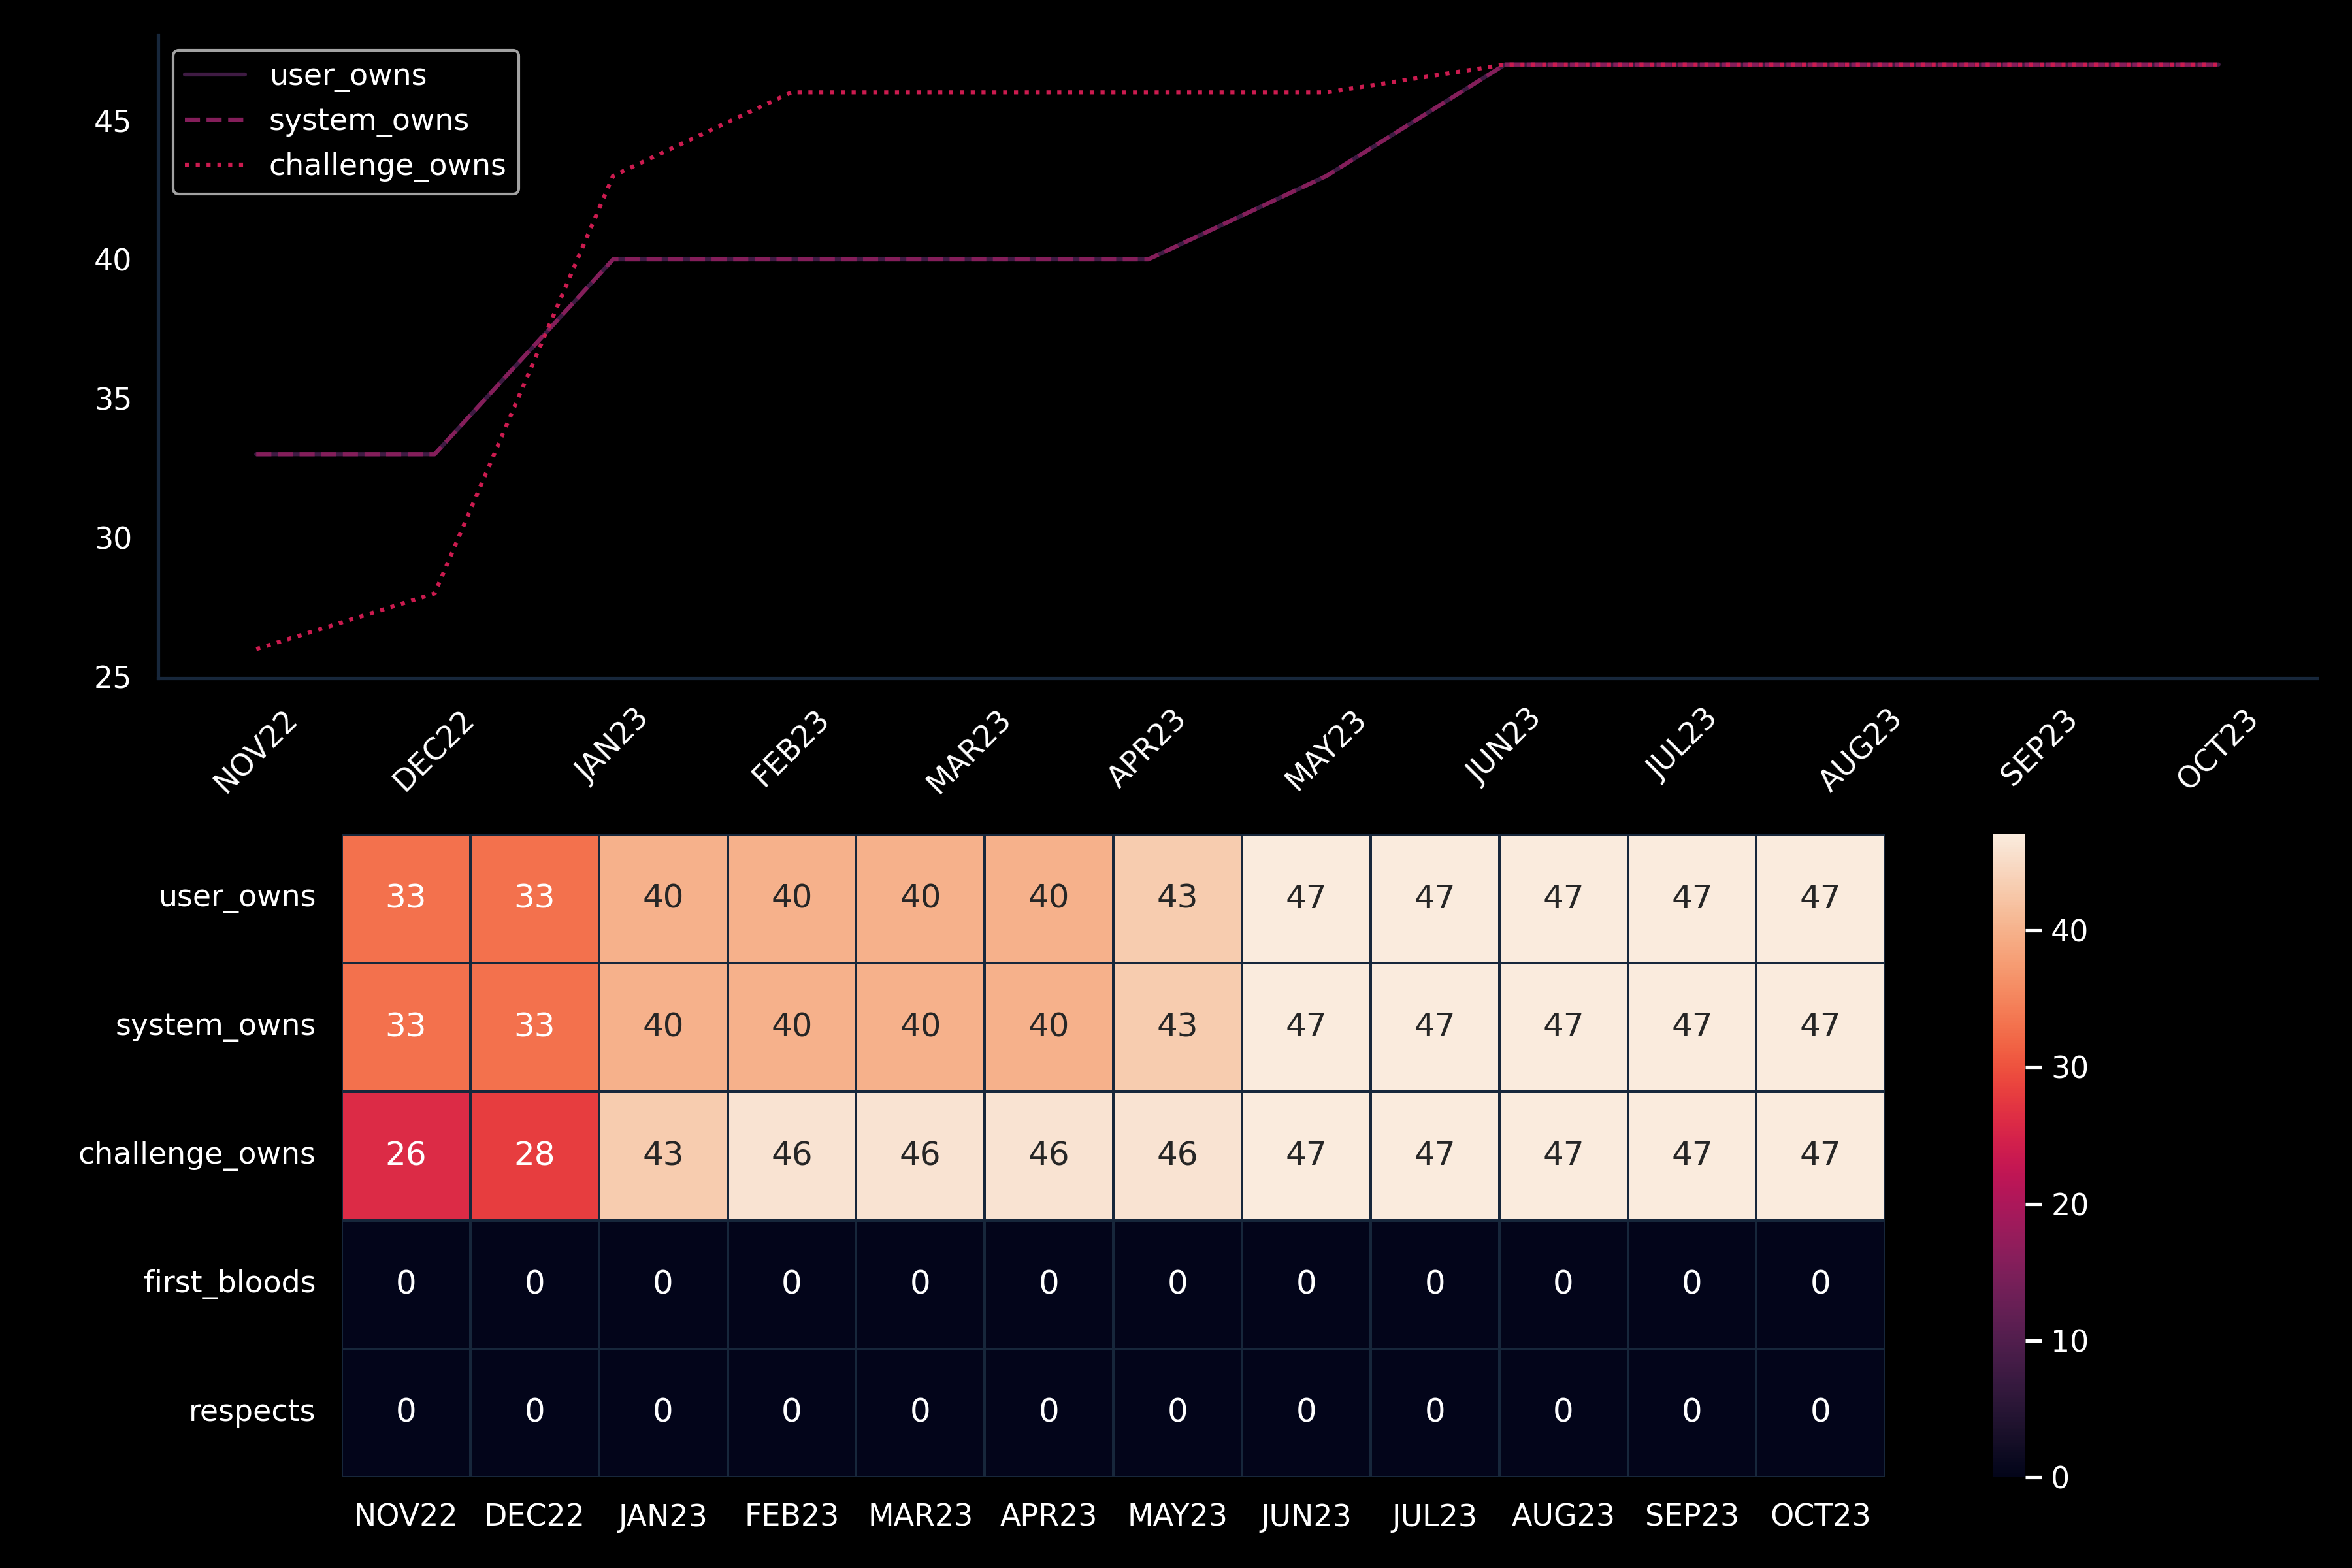 user_owns
system_owns
challenge_owns
45
40
35
30
25
NOV22 DEC22 JAN23 FEB23 MAR23 APR23 MAY23 JUN23 JUL23 AUG23 SEP23 OCT23
user_owns 33 33 40 40 40 40 43 47 47 47 47 47
system_owns 33 33 40 40 40 40 43 47 47 47 47 47
challenge_owns 26 28 43 46 46 46 46 47 47 47 47 47
first_bloods 0 0 0 0 0 0 0 0 0 0 0 0
respects 0 0 0 0 0 0 0 0 0 0 0 0
NOV22 DEC22 JAN23 FEB23 MAR23 APR23 MAY23 JUN23 JUL23 AUG23 SEP23 OCT23
40
30
20
10
0